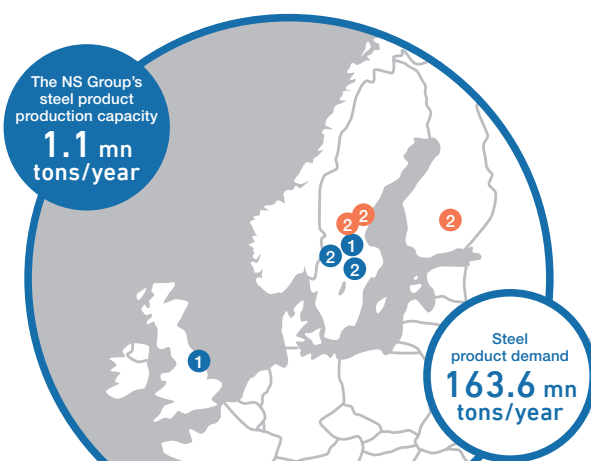 The NS Group's
steel product
production capacity
1.1 mn
tons/year
2
2
2
1
2
2
1
Steel
product demand
163.6 mn
tons/year